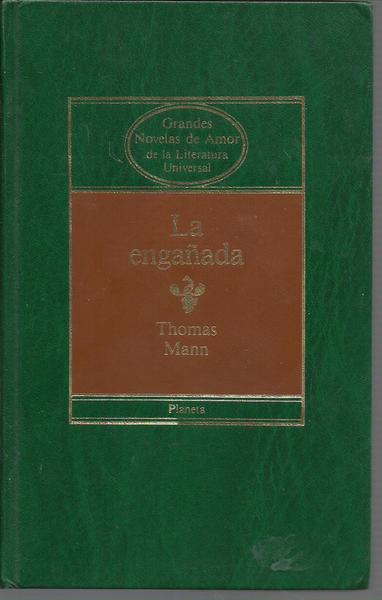 Grandes
Novelas de Amor
de la Literatura
Universal
La
engañada
Thomas
Mann
Planeta